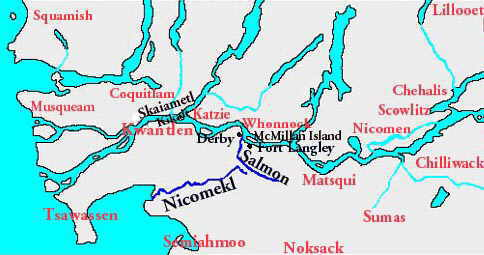 Squamish
Lillooet
Coquitlam
Musqueam
Skaiametl
Kikait
Kwantlen
Katzie
Whonnock
Derby
McMillan Island
Fort Langley
Chehalis
Scowlitz
Nicomen
Chilliwack
Matsqui
Salmon
Nicomekl
Tsawassen
Sumas
Semiahmoo
Noksack